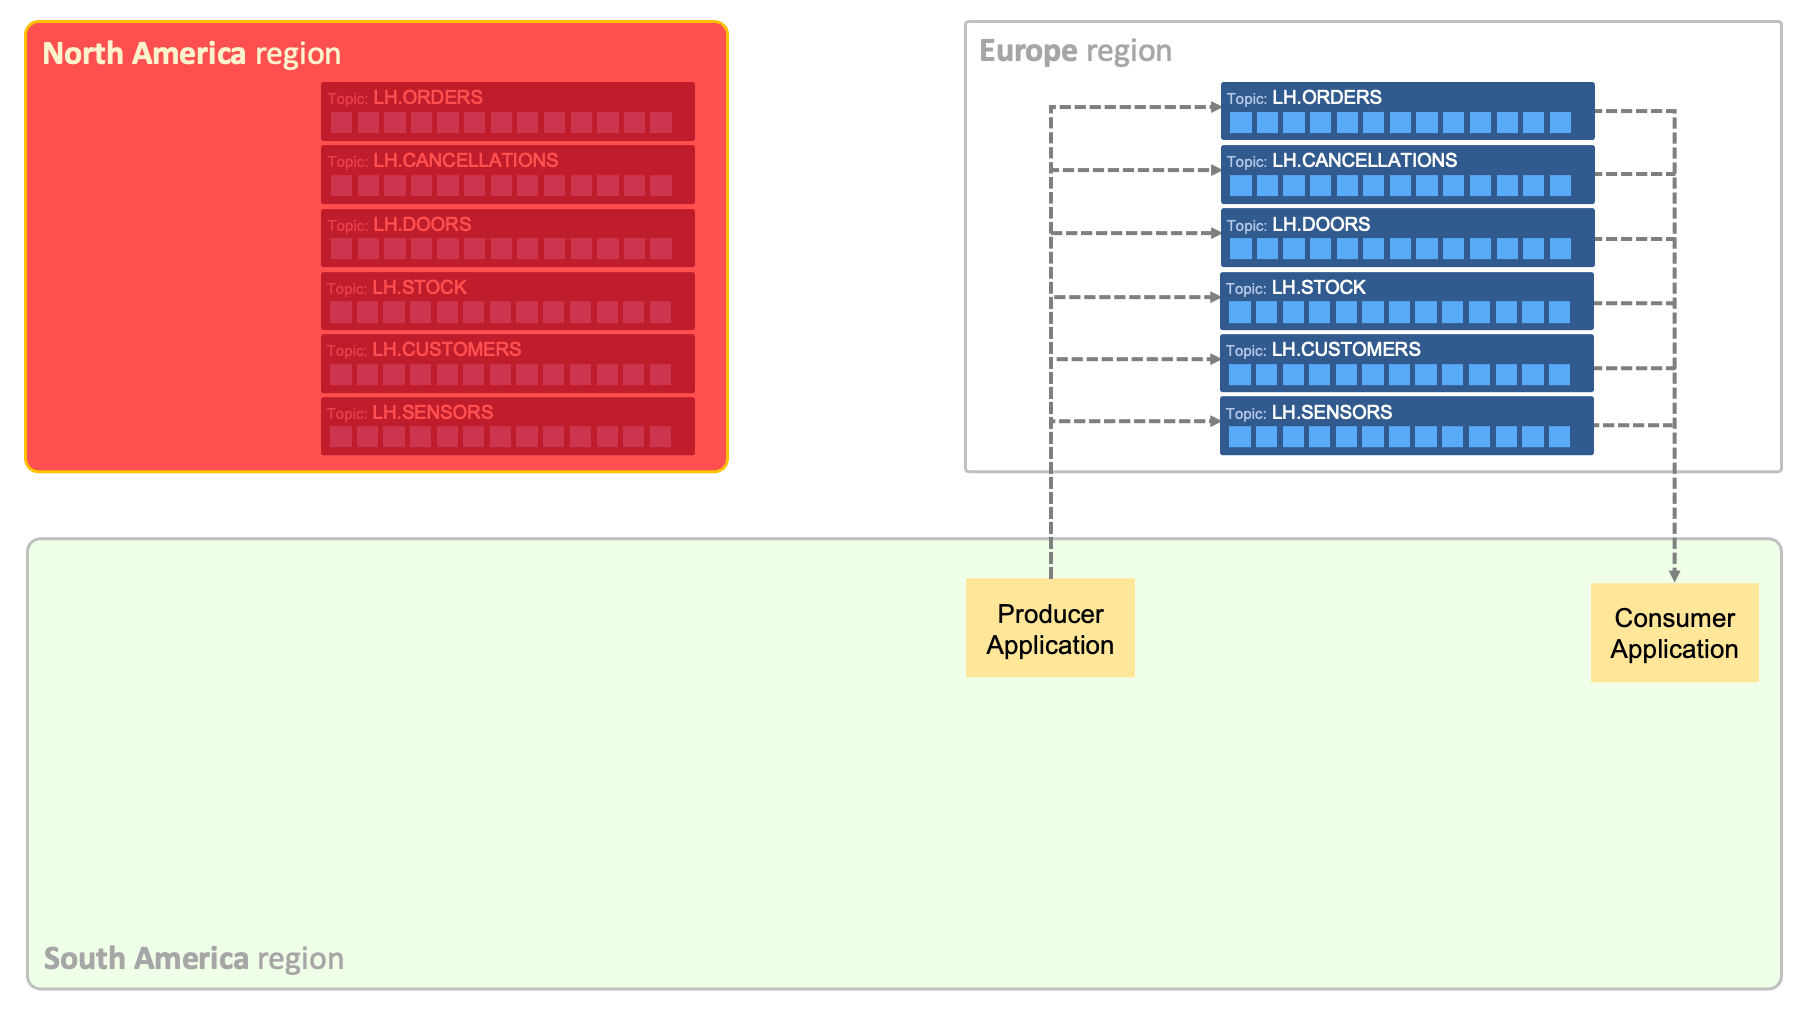 North America region
Topic: LH.ORDERS
Topic: LH.CANCELLATIONS
Topic: LH.DOORS
Topic: LH.STOCK
Topic: LH.CUSTOMERS
Topic: LH.SENSORS
Europe region
Topic: LH.ORDERS
Topic: LH.CANCELLATIONS
Topic: LH.DOORS
Topic: LH.STOCK
Topic: LH.CUSTOMERS
Topic: LH.SENSORS
Producer
Application
Consumer
Application
South America region